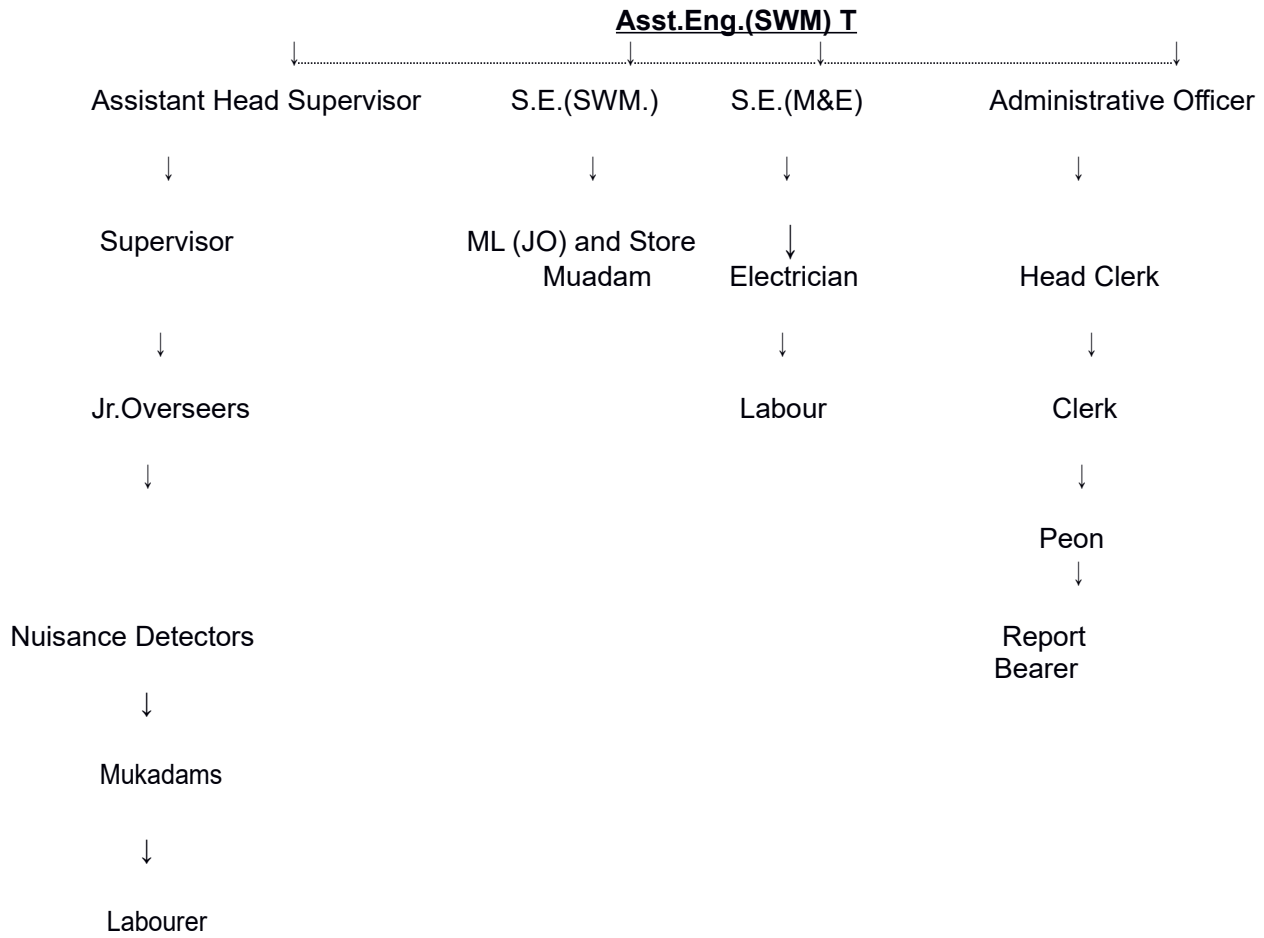 Asst.Eng.(SWM) T
Assistant Head Supervisor S.E.(SWM.) S.E.(M&E) Administrative Officer
Supervisor ML (JO) and Store
Muadam Electrician Head Clerk
Jr.Overseers Labour Clerk
Peon
Nuisance Detectors Report
Bearer
Mukadams
Labourer